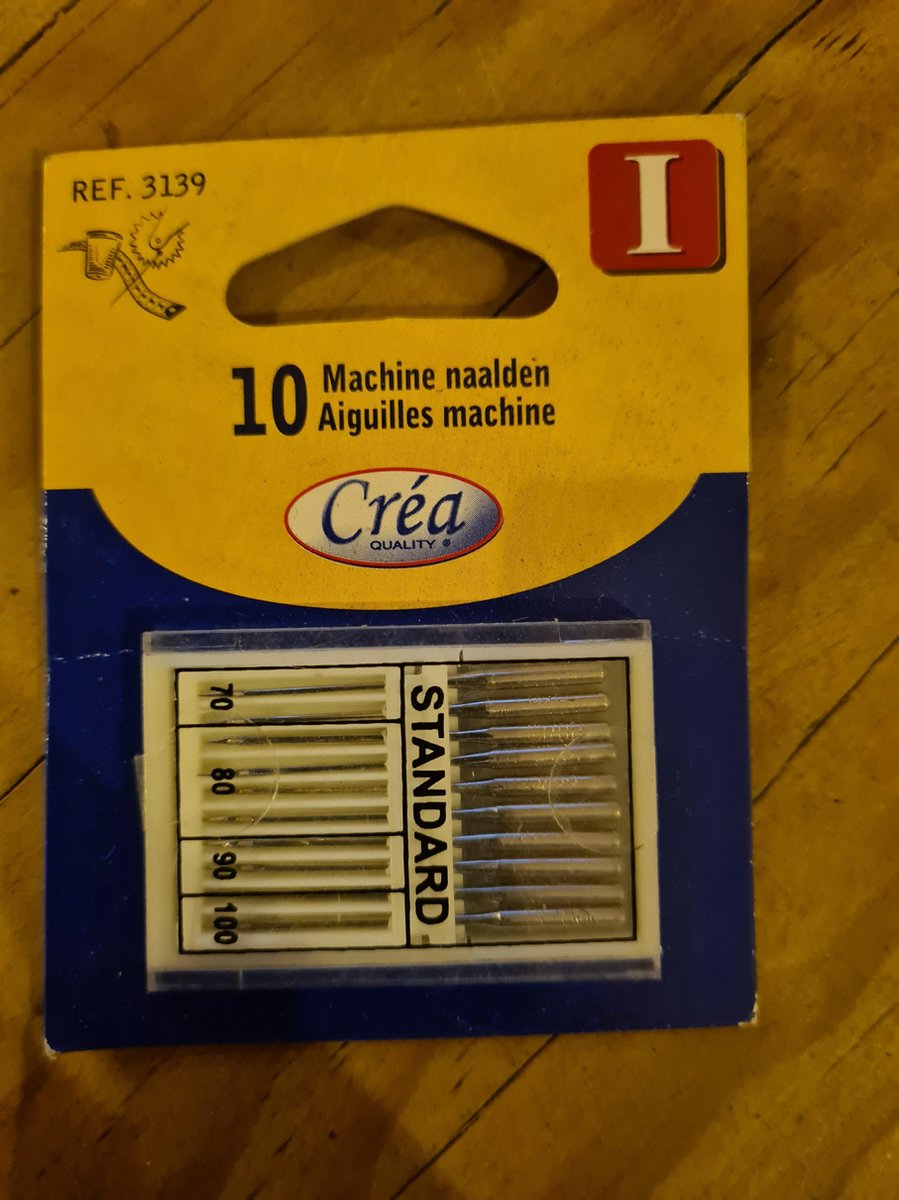 REF. 3139
I
10 Machine naalden
Aiguilles machine
Créa
QUALITY ®
70
80
90
100
STANDARD